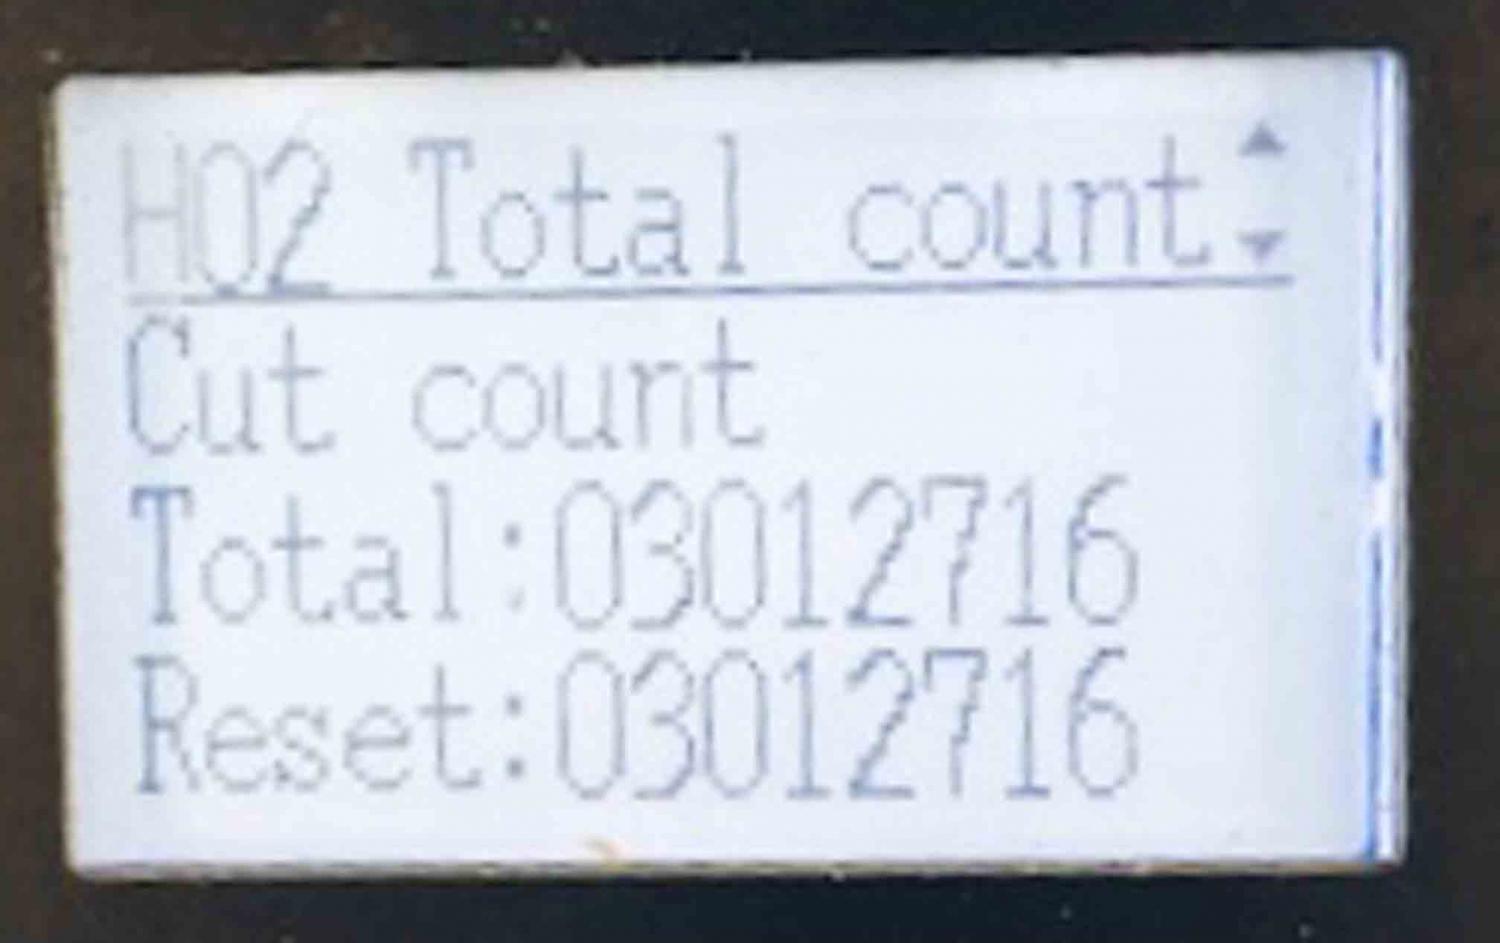 H02 Total count
Cut count
Total:03012716
Reset:03012716